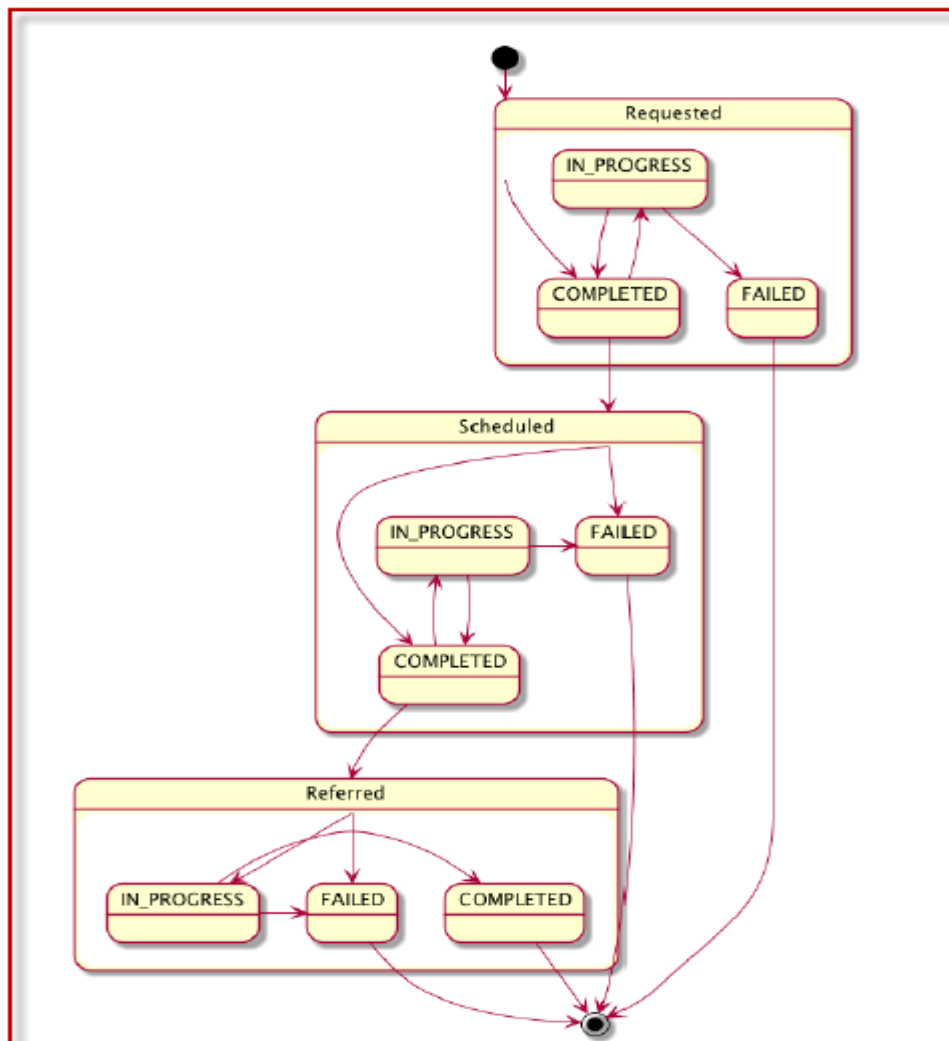 Requested
IN_PROGRESS
COMPLETED
FAILED
Scheduled
IN_PROGRESS
FAILED
COMPLETED
Referred
IN_PROGRESS
FAILED
COMPLETED